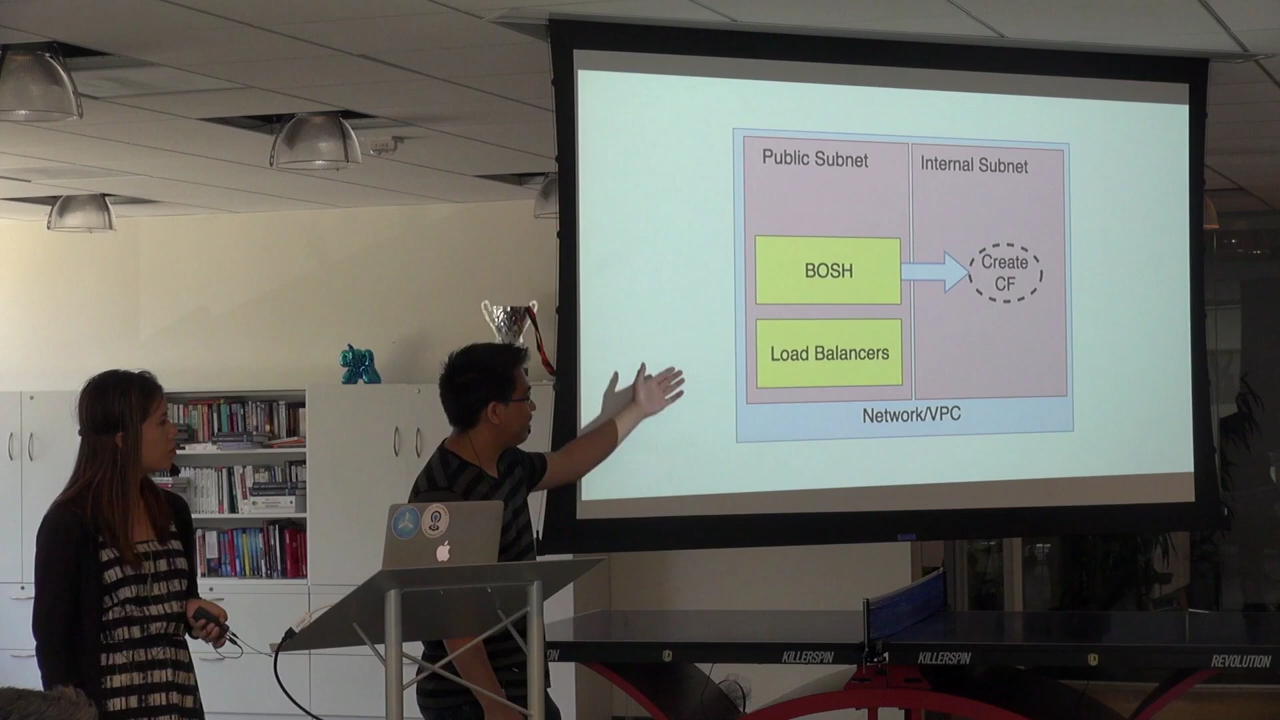 Public Subnet
Internal Subnet
BOSH
Create
CF
Load Balancers
Network/VPC
KILLERSPIN
KILLERSPIN
REVOLUTION